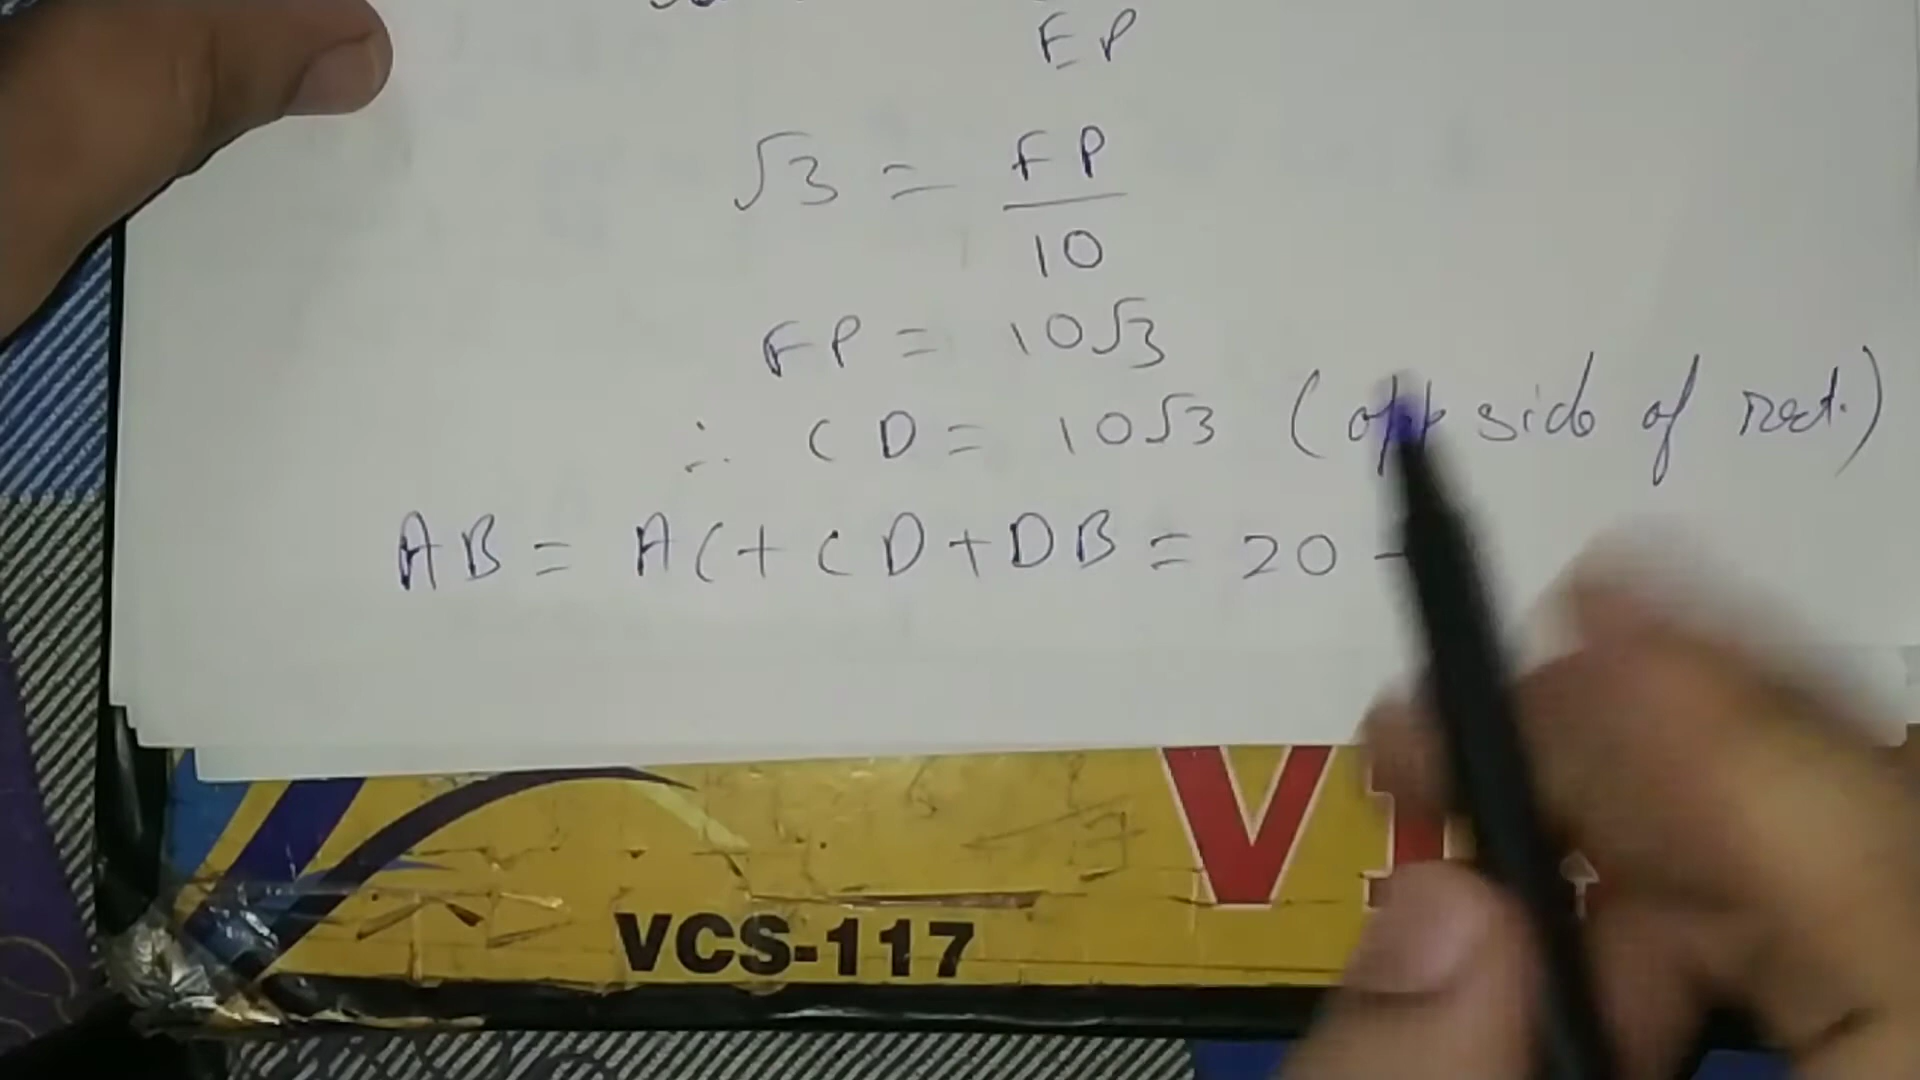 FP
√3 = FP
10
FP = 10√3
∴ CD = 10√3 (opp side of rect.)
AB = AC + CD + DB = 20 -
VCS-117